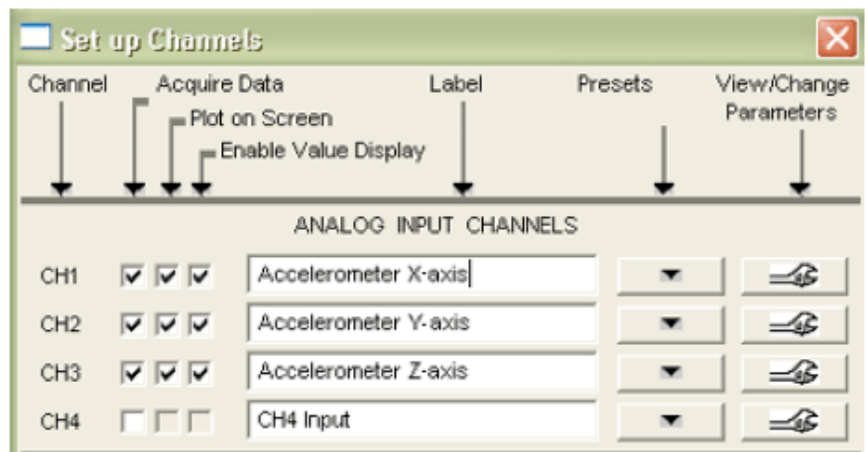 Set up Channels
Channel Acquire Data Label Presets View/Change
Plot on Screen Parameters
Enable Value Display
ANALOG INPUT CHANNELS
CH1 Accelerometer X-axis
CH2 Accelerometer Y-axis
CH3 Accelerometer Z-axis
CH4 CH4 Input